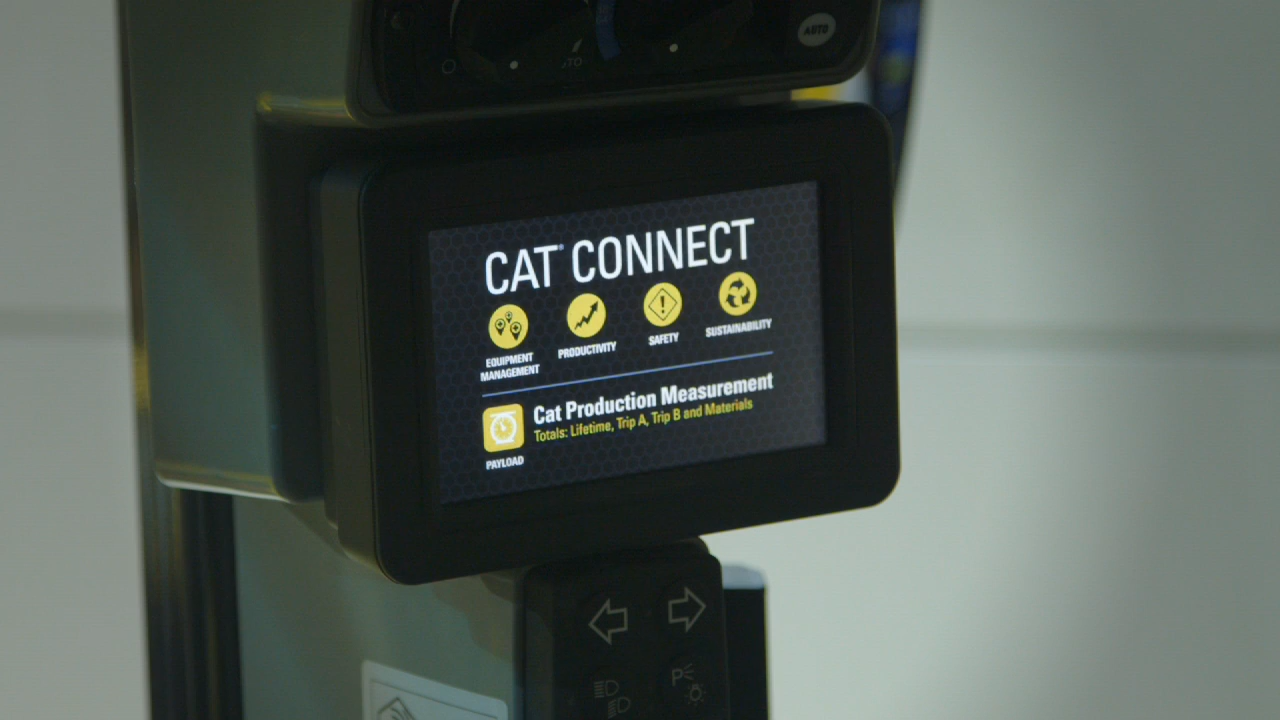 AUTO
CAT® CONNECT
EQUIPMENT
MANAGEMENT
PRODUCTIVITY
SAFETY
SUSTAINABILITY
Cat Production Measurement
Totals: Lifetime, Trip A, Trip B and Materials
PAYLOAD
P